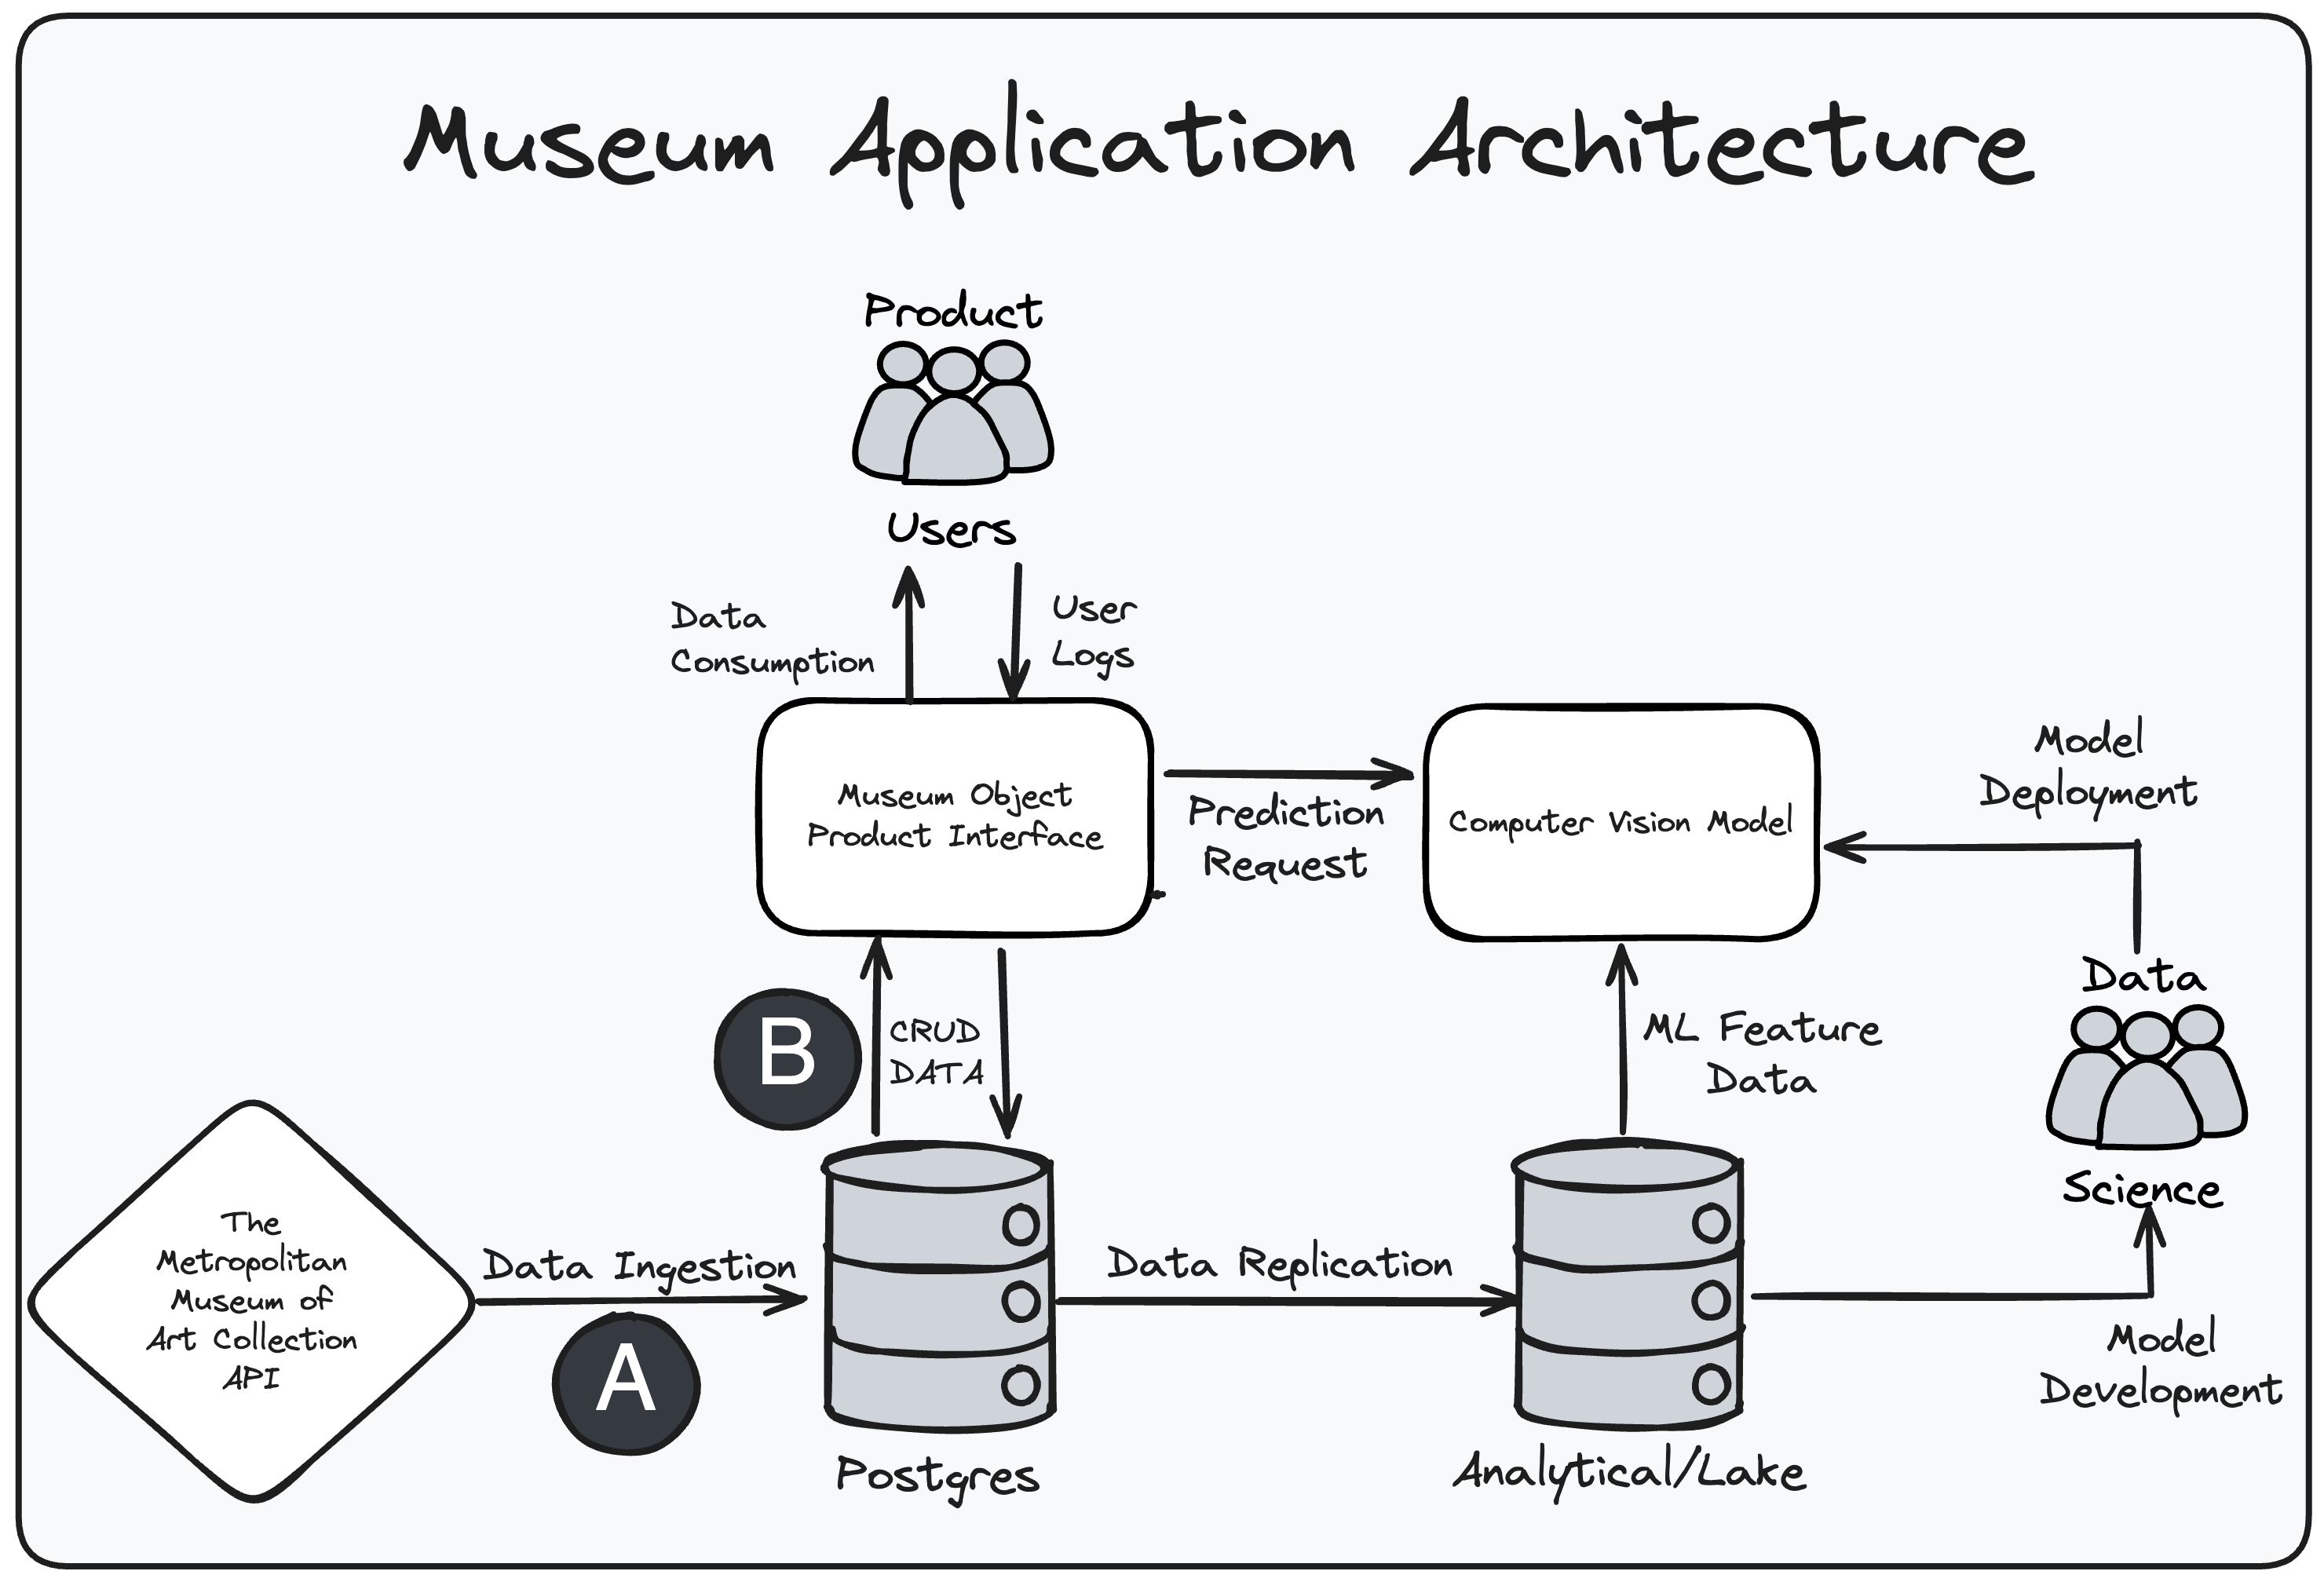 Museum Application Architecture
Product
Users
Data
Consumption
User
Logs
Museum Object
Product Interface
Prediction
Request
Computer Vision Model
Model
Deployment
B
CRUD
DATA
ML Feature
Data
Data
Science
The
Metropolitan
Museum of
Art Collection
API
Data Ingestion
A
Data Replication
Model
Development
Postgres
Analytical/Lake